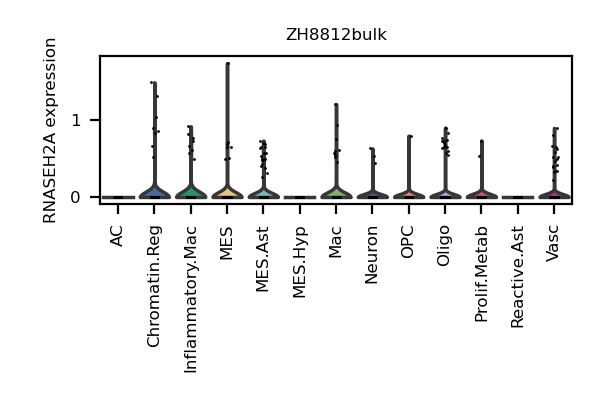 ZH8812bulk
RNASEH2A expression
1
0
AC
Chromatin.Reg
Inflammatory.Mac
MES
MES.Ast
MES.Hyp
Mac
Neuron
OPC
Oligo
Prolif.Metab
Reactive.Ast
Vasc